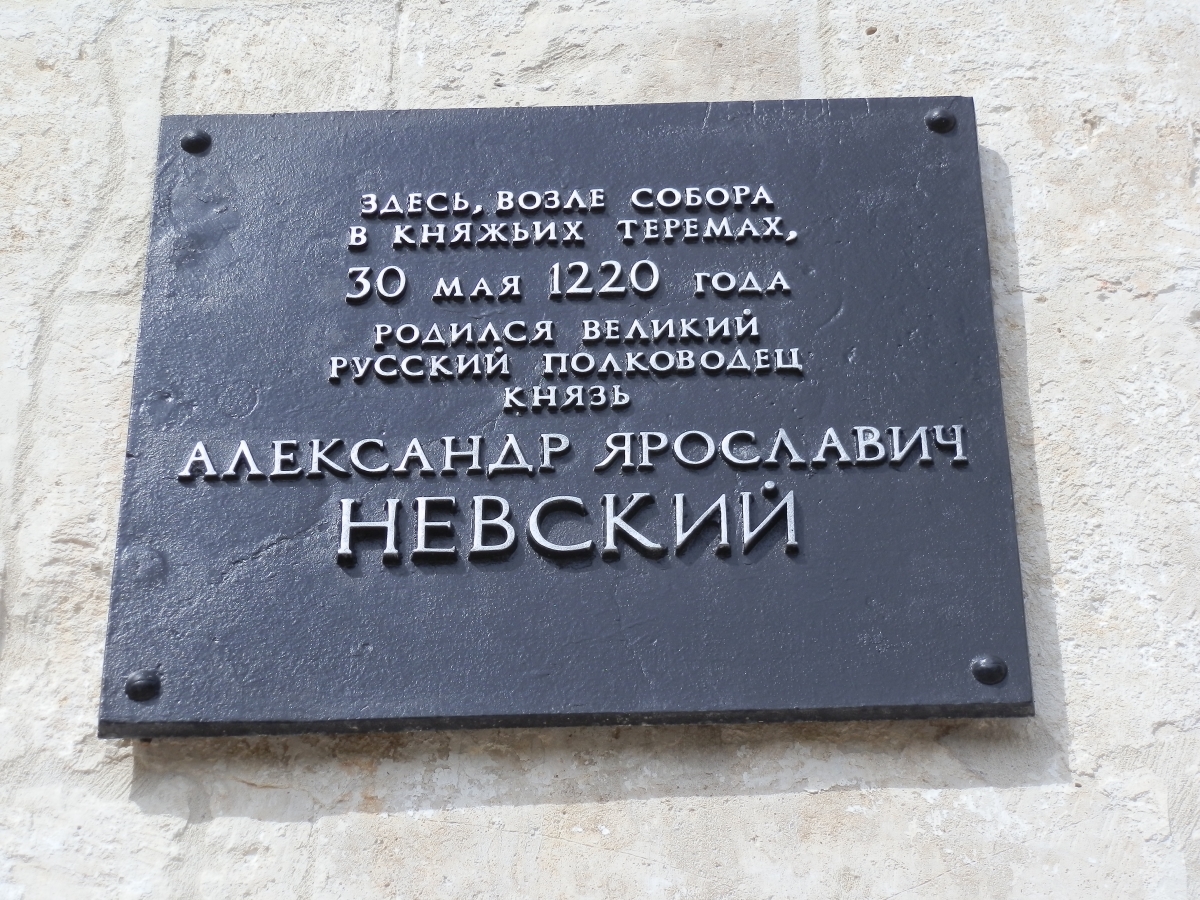 ЗДЕСЬ, ВОЗЛЕ СОБОРА
В КНЯЖЬИХ ТЕРЕМАХ,
30 МАЯ 1220 ГОДА
РОДИЛСЯ ВЕЛИКИЙ
РУССКИЙ ПОЛКОВОДЕЦ
КНЯЗЬ
АЛЕКСАНДР ЯРОСЛАВИЧ
НЕВСКИЙ